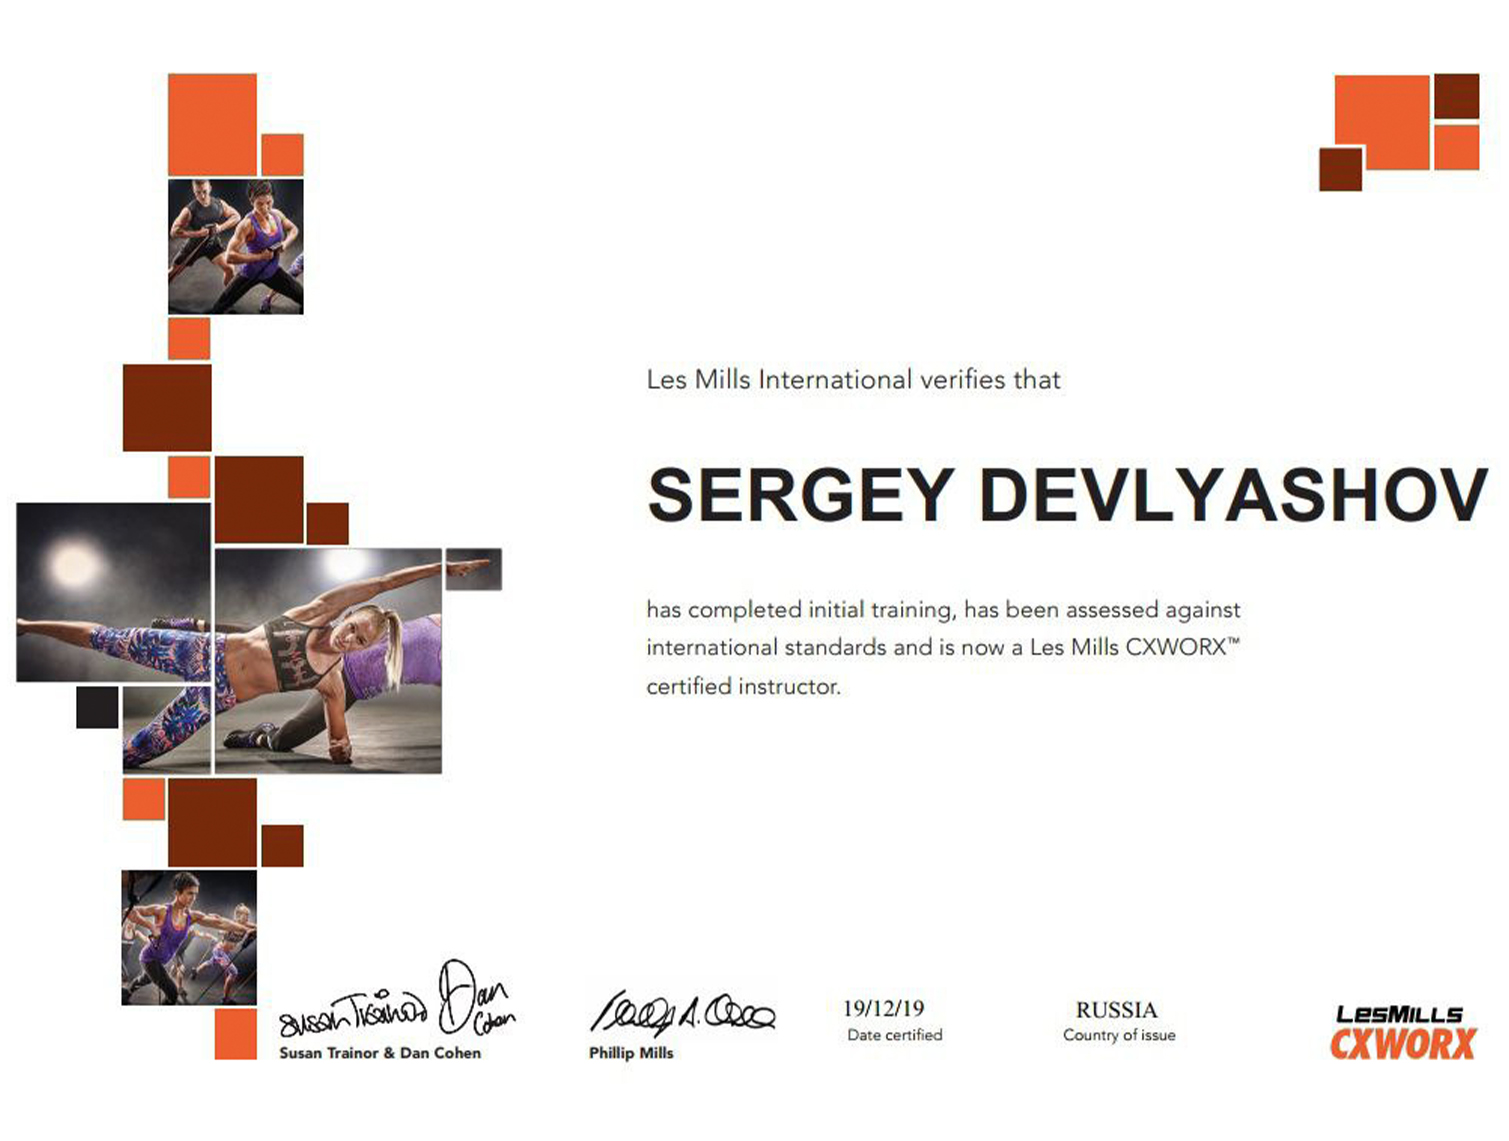 Les Mills International verifies that
SERGEY DEVLYASHOV
has completed initial training, has been assessed against
international standards and is now a Les Mills CXWORX™
certified instructor.
Susan Trainor Dan Cohen
Susan Trainor & Dan Cohen
Phillip Mills
19/12/19
Date certified
RUSSIA
Country of issue
LesMILLS
CXWORX